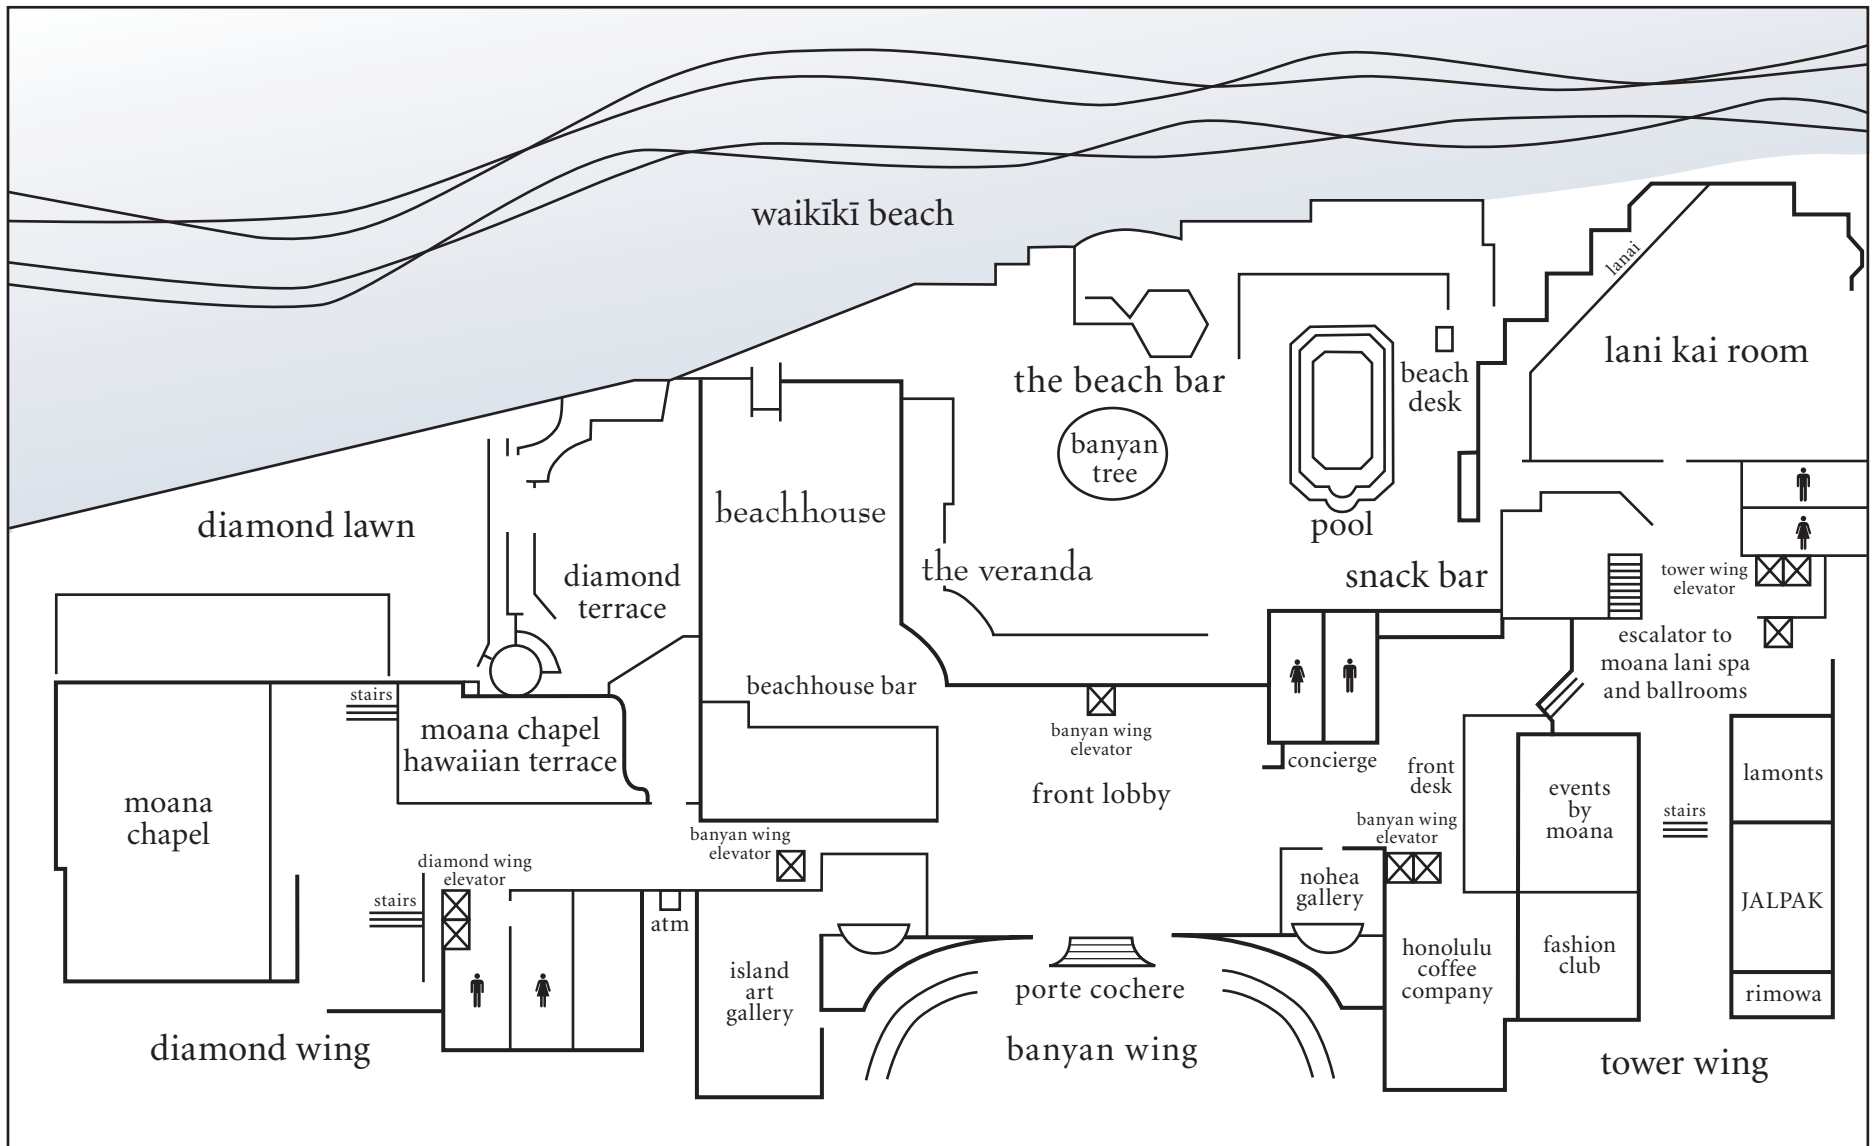 waikīkī beach
lanai
lani kai room
the beach bar
beach
desk
banyan
tree
beachhouse
pool
diamond lawn
the veranda
snack bar
diamond
terrace
tower wing
elevator
escalator to
moana lani spa
and ballrooms
stairs
beachhouse bar
moana chapel
hawaiian terrace
banyan wing
elevator
concierge
front lobby
front
desk
events
by
moana
lamonts
stairs
moana
chapel
banyan wing
elevator
banyan wing
elevator
diamond wing
elevator
stairs
atm
nohea
gallery
JALPAK
island
art
gallery
porte cochere
honolulu
coffee
company
fashion
club
rimowa
diamond wing
banyan wing
tower wing